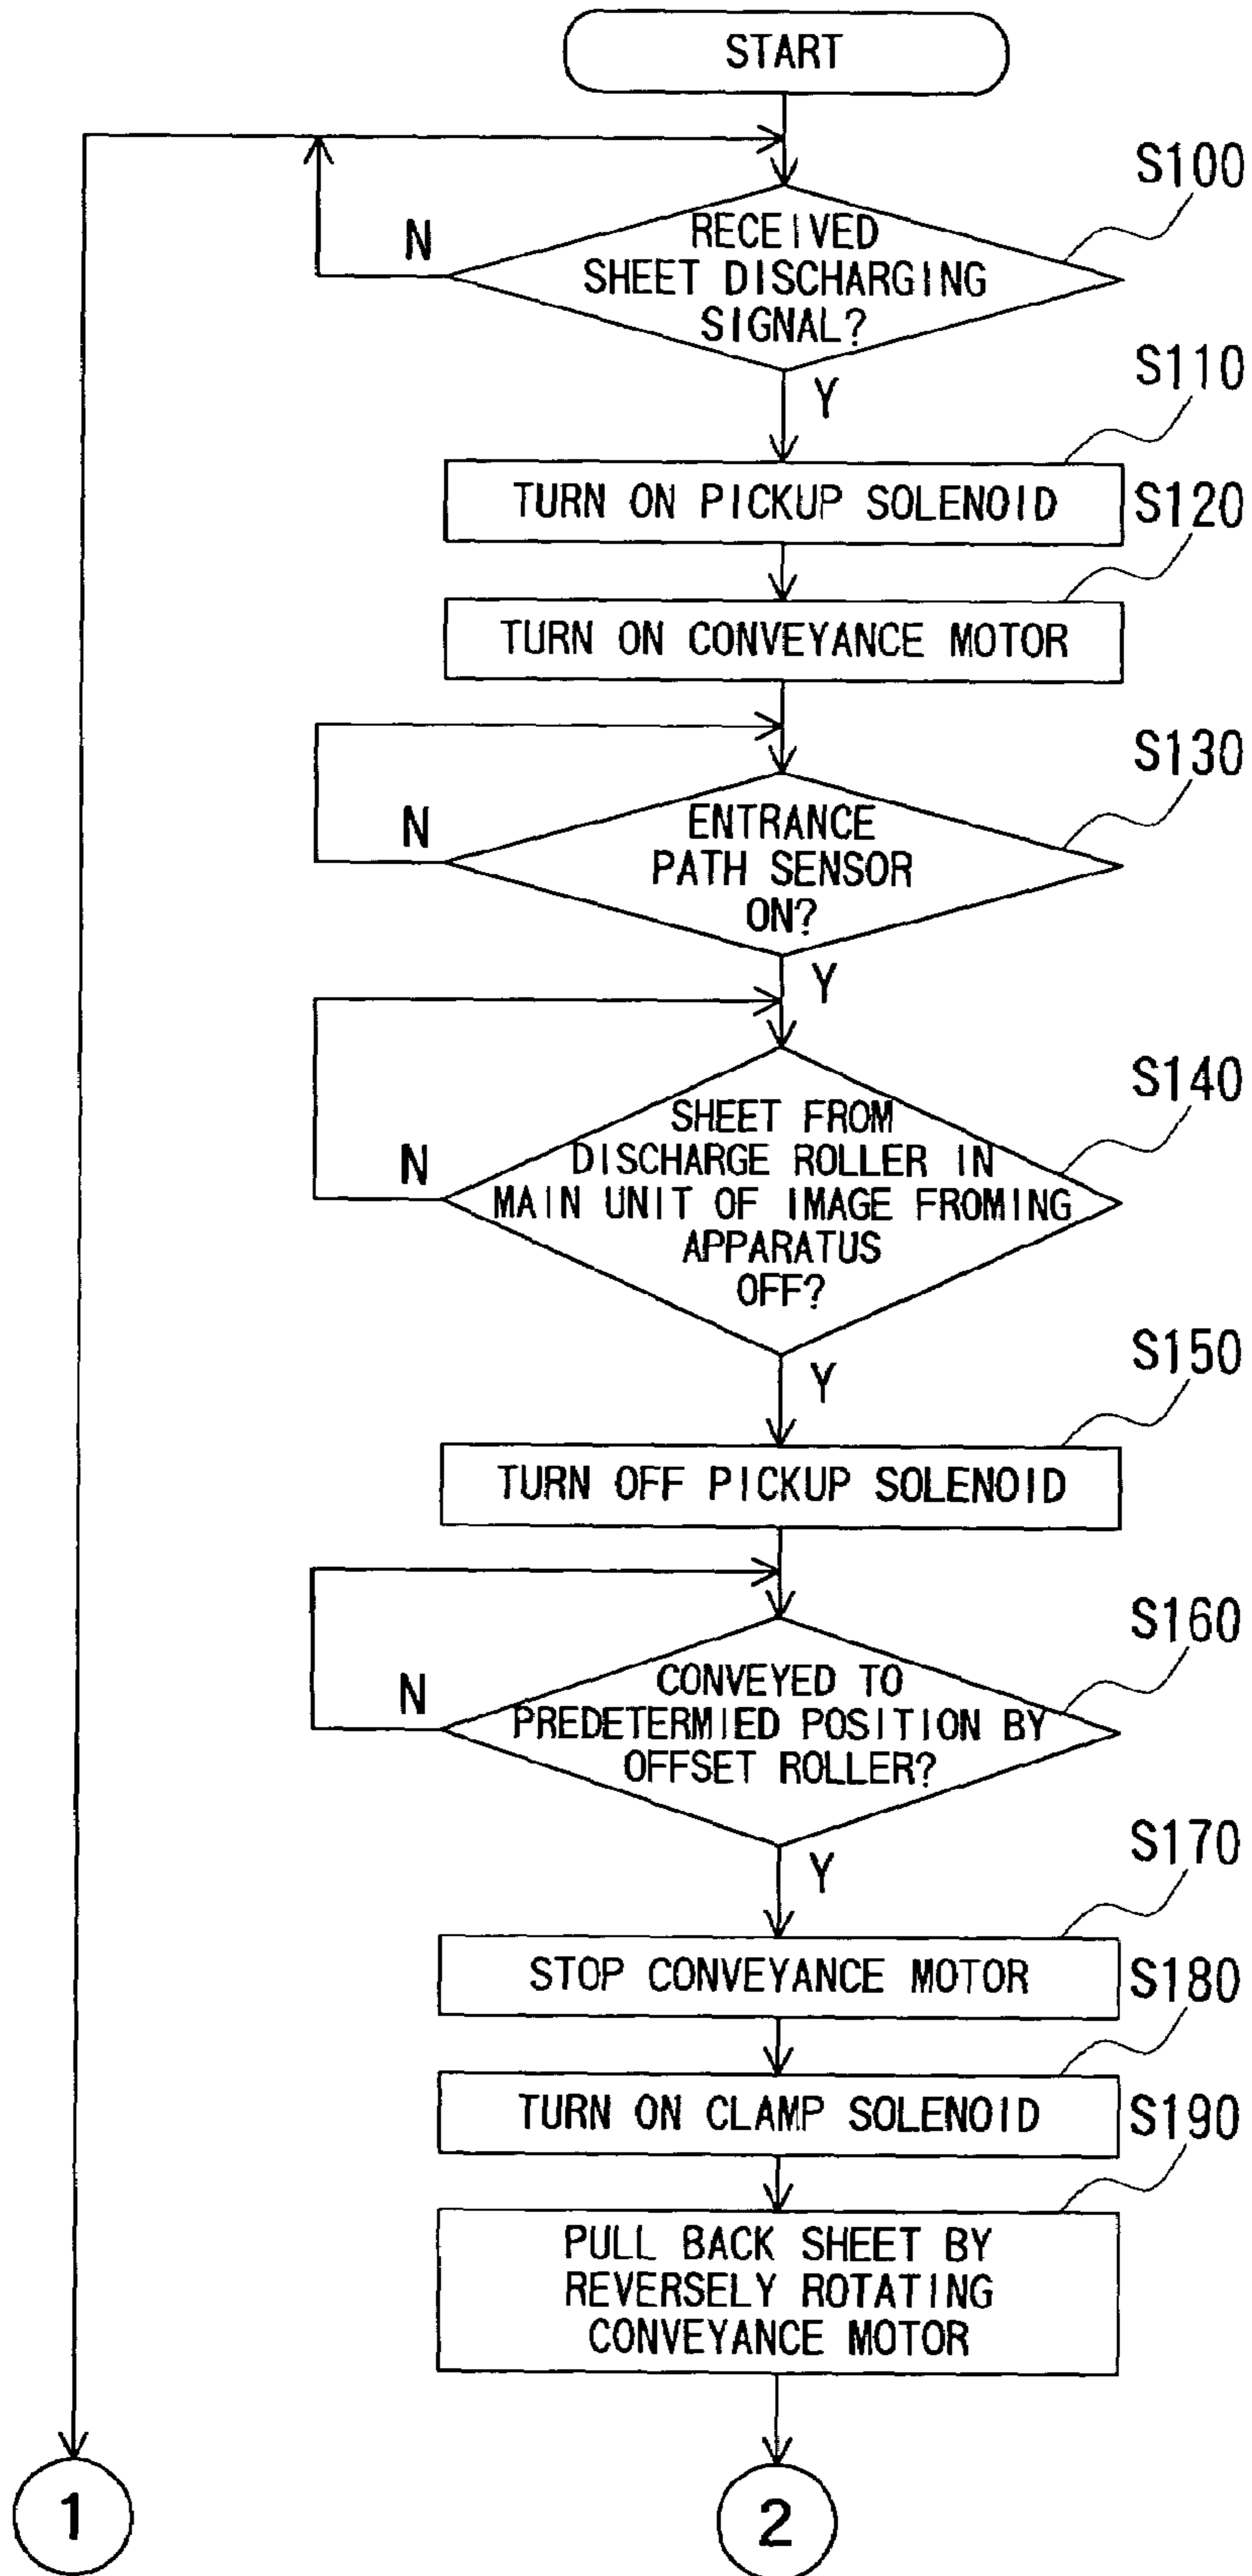 START
S100
N
RECEIVED
SHEET DISCHARGING
SIGNAL?
Y
S110
TURN ON PICKUP SOLENOID
S120
TURN ON CONVEYANCE MOTOR
S130
N
ENTRANCE
PATH SENSOR
ON?
Y
S140
N
SHEET FROM
DISCHARGE ROLLER IN
MAIN UNIT OF IMAGE FROMING
APPARATUS
OFF?
Y
S150
TURN OFF PICKUP SOLENOID
S160
N
CONVEYED TO
PREDETERMIED POSITION BY
OFFSET ROLLER?
Y
S170
STOP CONVEYANCE MOTOR
S180
TURN ON CLAMP SOLENOID
S190
PULL BACK SHEET BY
REVERSELY ROTATING
CONVEYANCE MOTOR
1
2